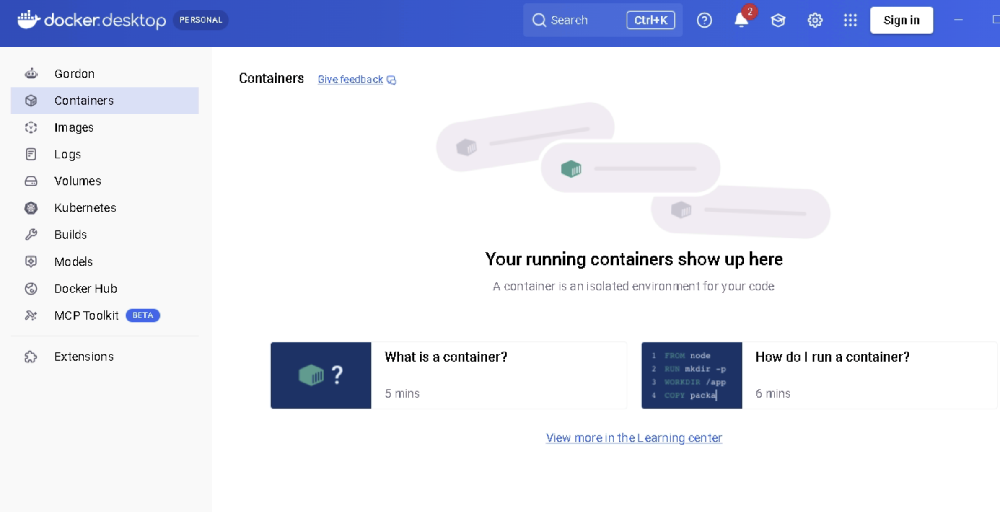 docker.desktop PERSONAL
Search Ctrl+K
2
Sign in
Gordon
Containers
Images
Logs
Volumes
Kubernetes
Builds
Models
Docker Hub
MCP Toolkit BETA
Extensions
Containers Give feedback
Your running containers show up here
A container is an isolated environment for your code
?
What is a container?
5 mins
1 FROM node
2 RUN mkdir -p
3 WORKDIR /app
4 COPY packa
How do I run a container?
6 mins
View more in the Learning center